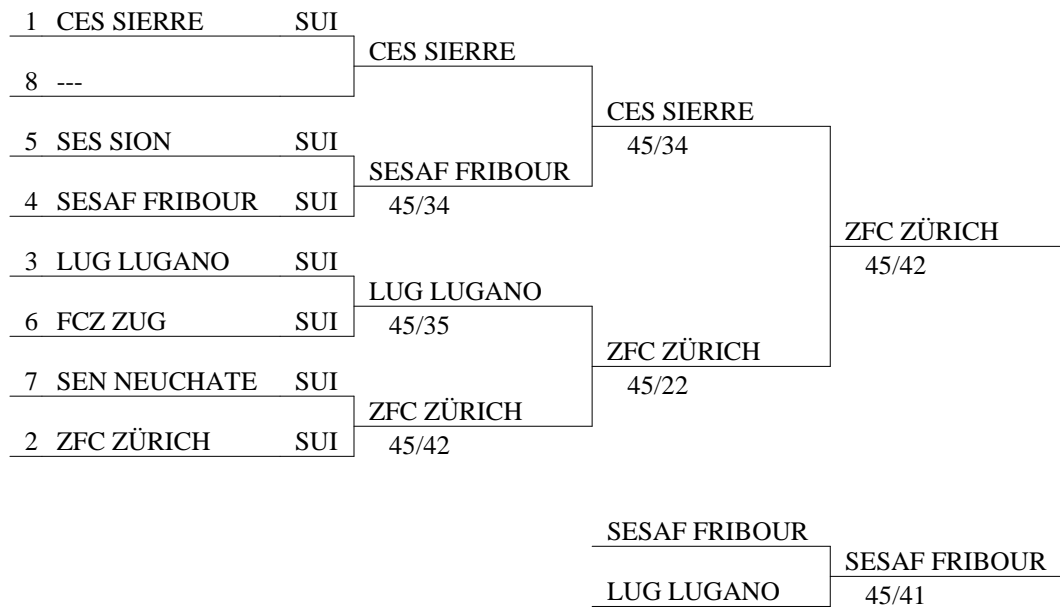 1 CES SIERRE SUI
CES SIERRE
8 ---
CES SIERRE
45/34
5 SES SION SUI
SESAF FRIBOUR
45/34
4 SESAF FRIBOUR SUI
ZFC ZÜRICH
45/42
3 LUG LUGANO SUI
LUG LUGANO
45/35
6 FCZ ZUG SUI
ZFC ZÜRICH
45/22
7 SEN NEUCHATE SUI
ZFC ZÜRICH
45/42
2 ZFC ZÜRICH SUI
SESAF FRIBOUR
SESAF FRIBOUR
45/41
LUG LUGANO